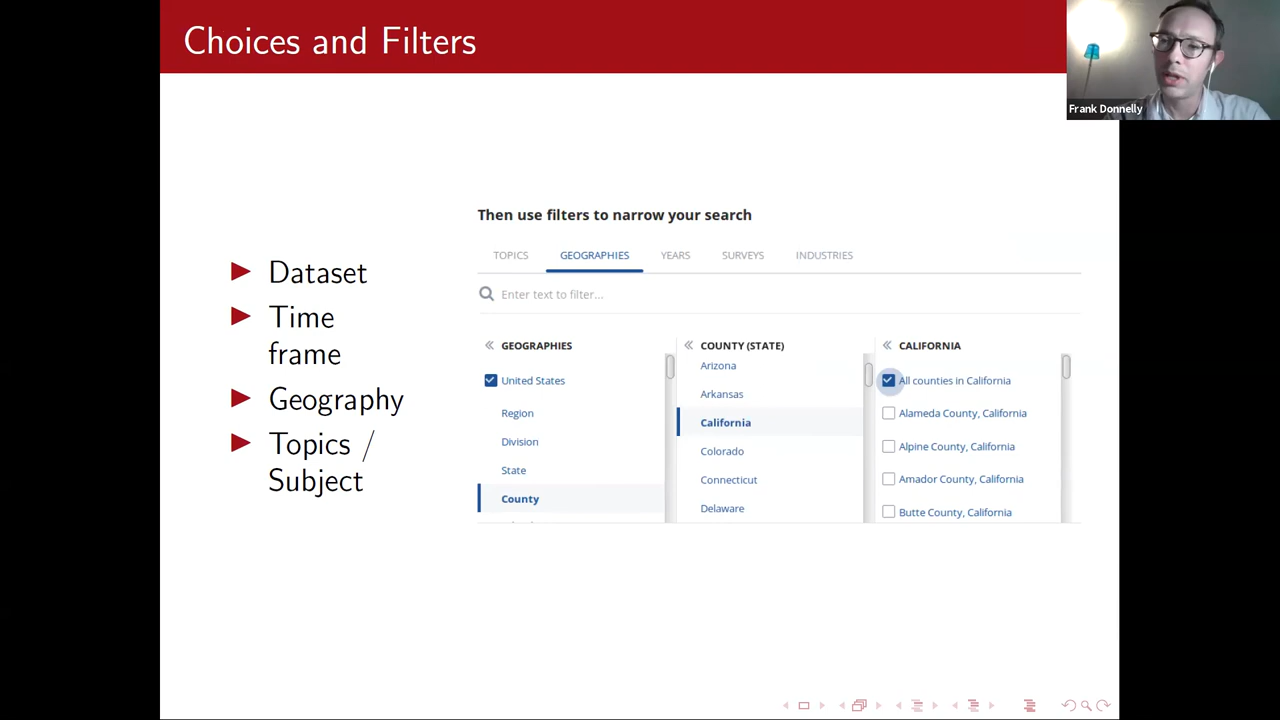 Choices and Filters
Frank Donnelly
Dataset
Time
frame
Geography
Topics /
Subject
Then use filters to narrow your search
TOPICS GEOGRAPHIES YEARS SURVEYS INDUSTRIES
Enter text to filter...
GEOGRAPHIES
United States
Region
Division
State
County
COUNTY (STATE)
Arizona
Arkansas
California
Colorado
Connecticut
Delaware
CALIFORNIA
All counties in California
Alameda County, California
Alpine County, California
Amador County, California
Butte County, California